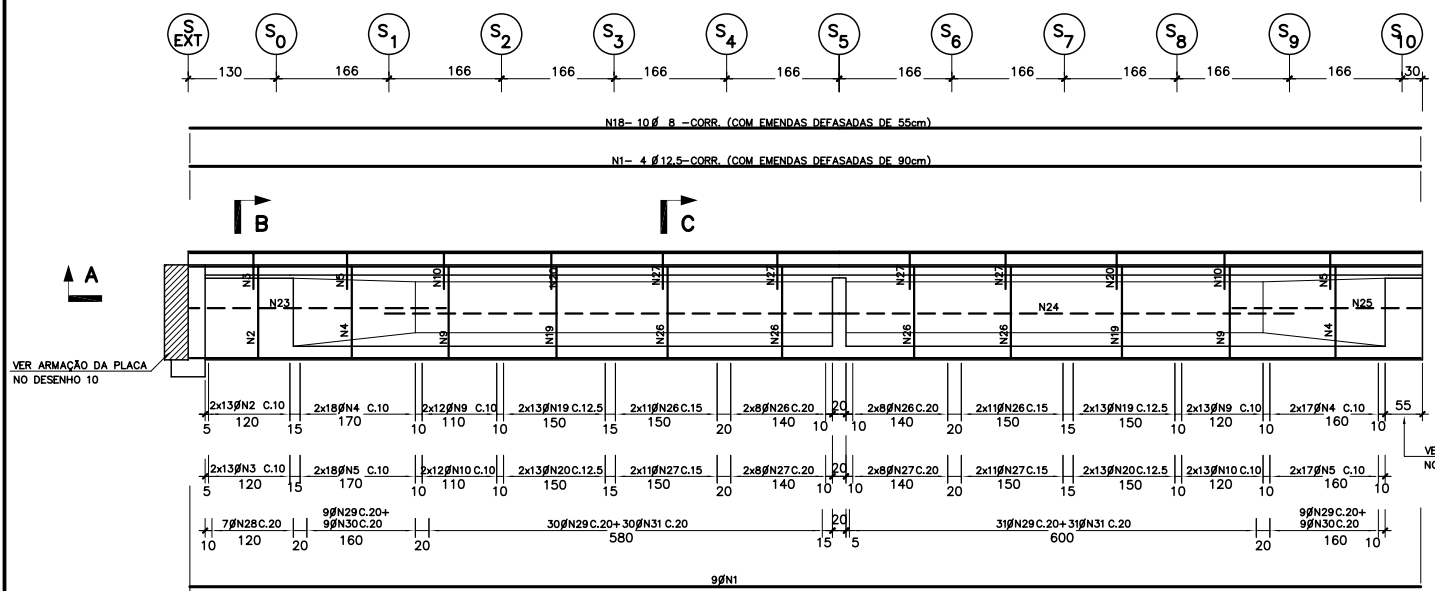 S EXT S0 S1 S2 S3 S4 S5 S6 S7 S8 S9 S10
130 166 166 166 166 166 166 166 166 166 166 30
N18- 10Ø 8 -CORR. (COM EMENDAS DEFASADAS DE 55cm)
N1- 4 Ø12.5-CORR. (COM EMENDAS DEFASADAS DE 90cm)
B C
A
N3 N5 N10 N20 N27 N27 N27 N27 N20 N10 N5
N23 N24 N25
N2 N4 N9 N19 N26 N26 N26 N26 N19 N9 N4
VER ARMAÇÃO DA PLACA
NO DESENHO 10
2x13ØN2 C.10 2x18ØN4 C.10 2x12ØN9 C.10 2x13ØN19 C.12.5 2x11ØN26 C.15 2x8ØN26 C.20 20 2x8ØN26 C.20 2x11ØN26 C.15 2x13ØN19 C.12.5 2x13ØN9 C.10 2x17ØN4 C.10 55
5 120 15 170 10 110 10 150 15 150 20 140 10 10 140 20 150 10 150 10 120 10 160 10
VE
NO
2x13ØN3 C.10 2x18ØN5 C.10 2x12ØN10 C.10 2x13ØN20 C.12.5 2x11ØN27 C.15 2x8ØN27 C.20 20 2x8ØN27 C.20 2x11ØN27 C.15 2x13ØN20 C.12.5 2x13ØN10 C.10 2x17ØN5 C.10
5 120 15 170 10 110 10 150 15 150 20 140 10 10 140 20 150 10 150 10 120 10 160 10
9ØN29 C.20+ 9ØN29 C.20+
7ØN28 C.20 9ØN30 C.20 30ØN29 C.20+ 30ØN31 C.20 20 31ØN29 C.20+ 31ØN31 C.20 9ØN30 C.20
10 120 20 160 20 580 15 5 600 20 160 10
9ØN1